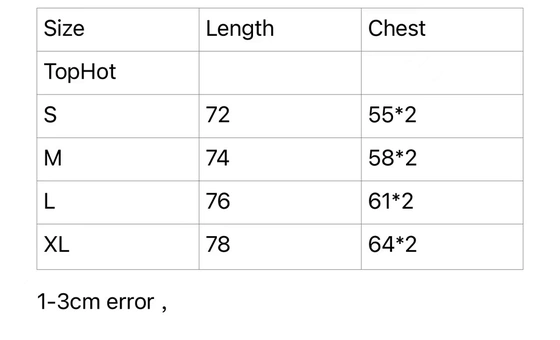 Size Length Chest
TopHot
S 72 55*2
M 74 58*2
L 76 61*2
XL 78 64*2
1-3cm error ,